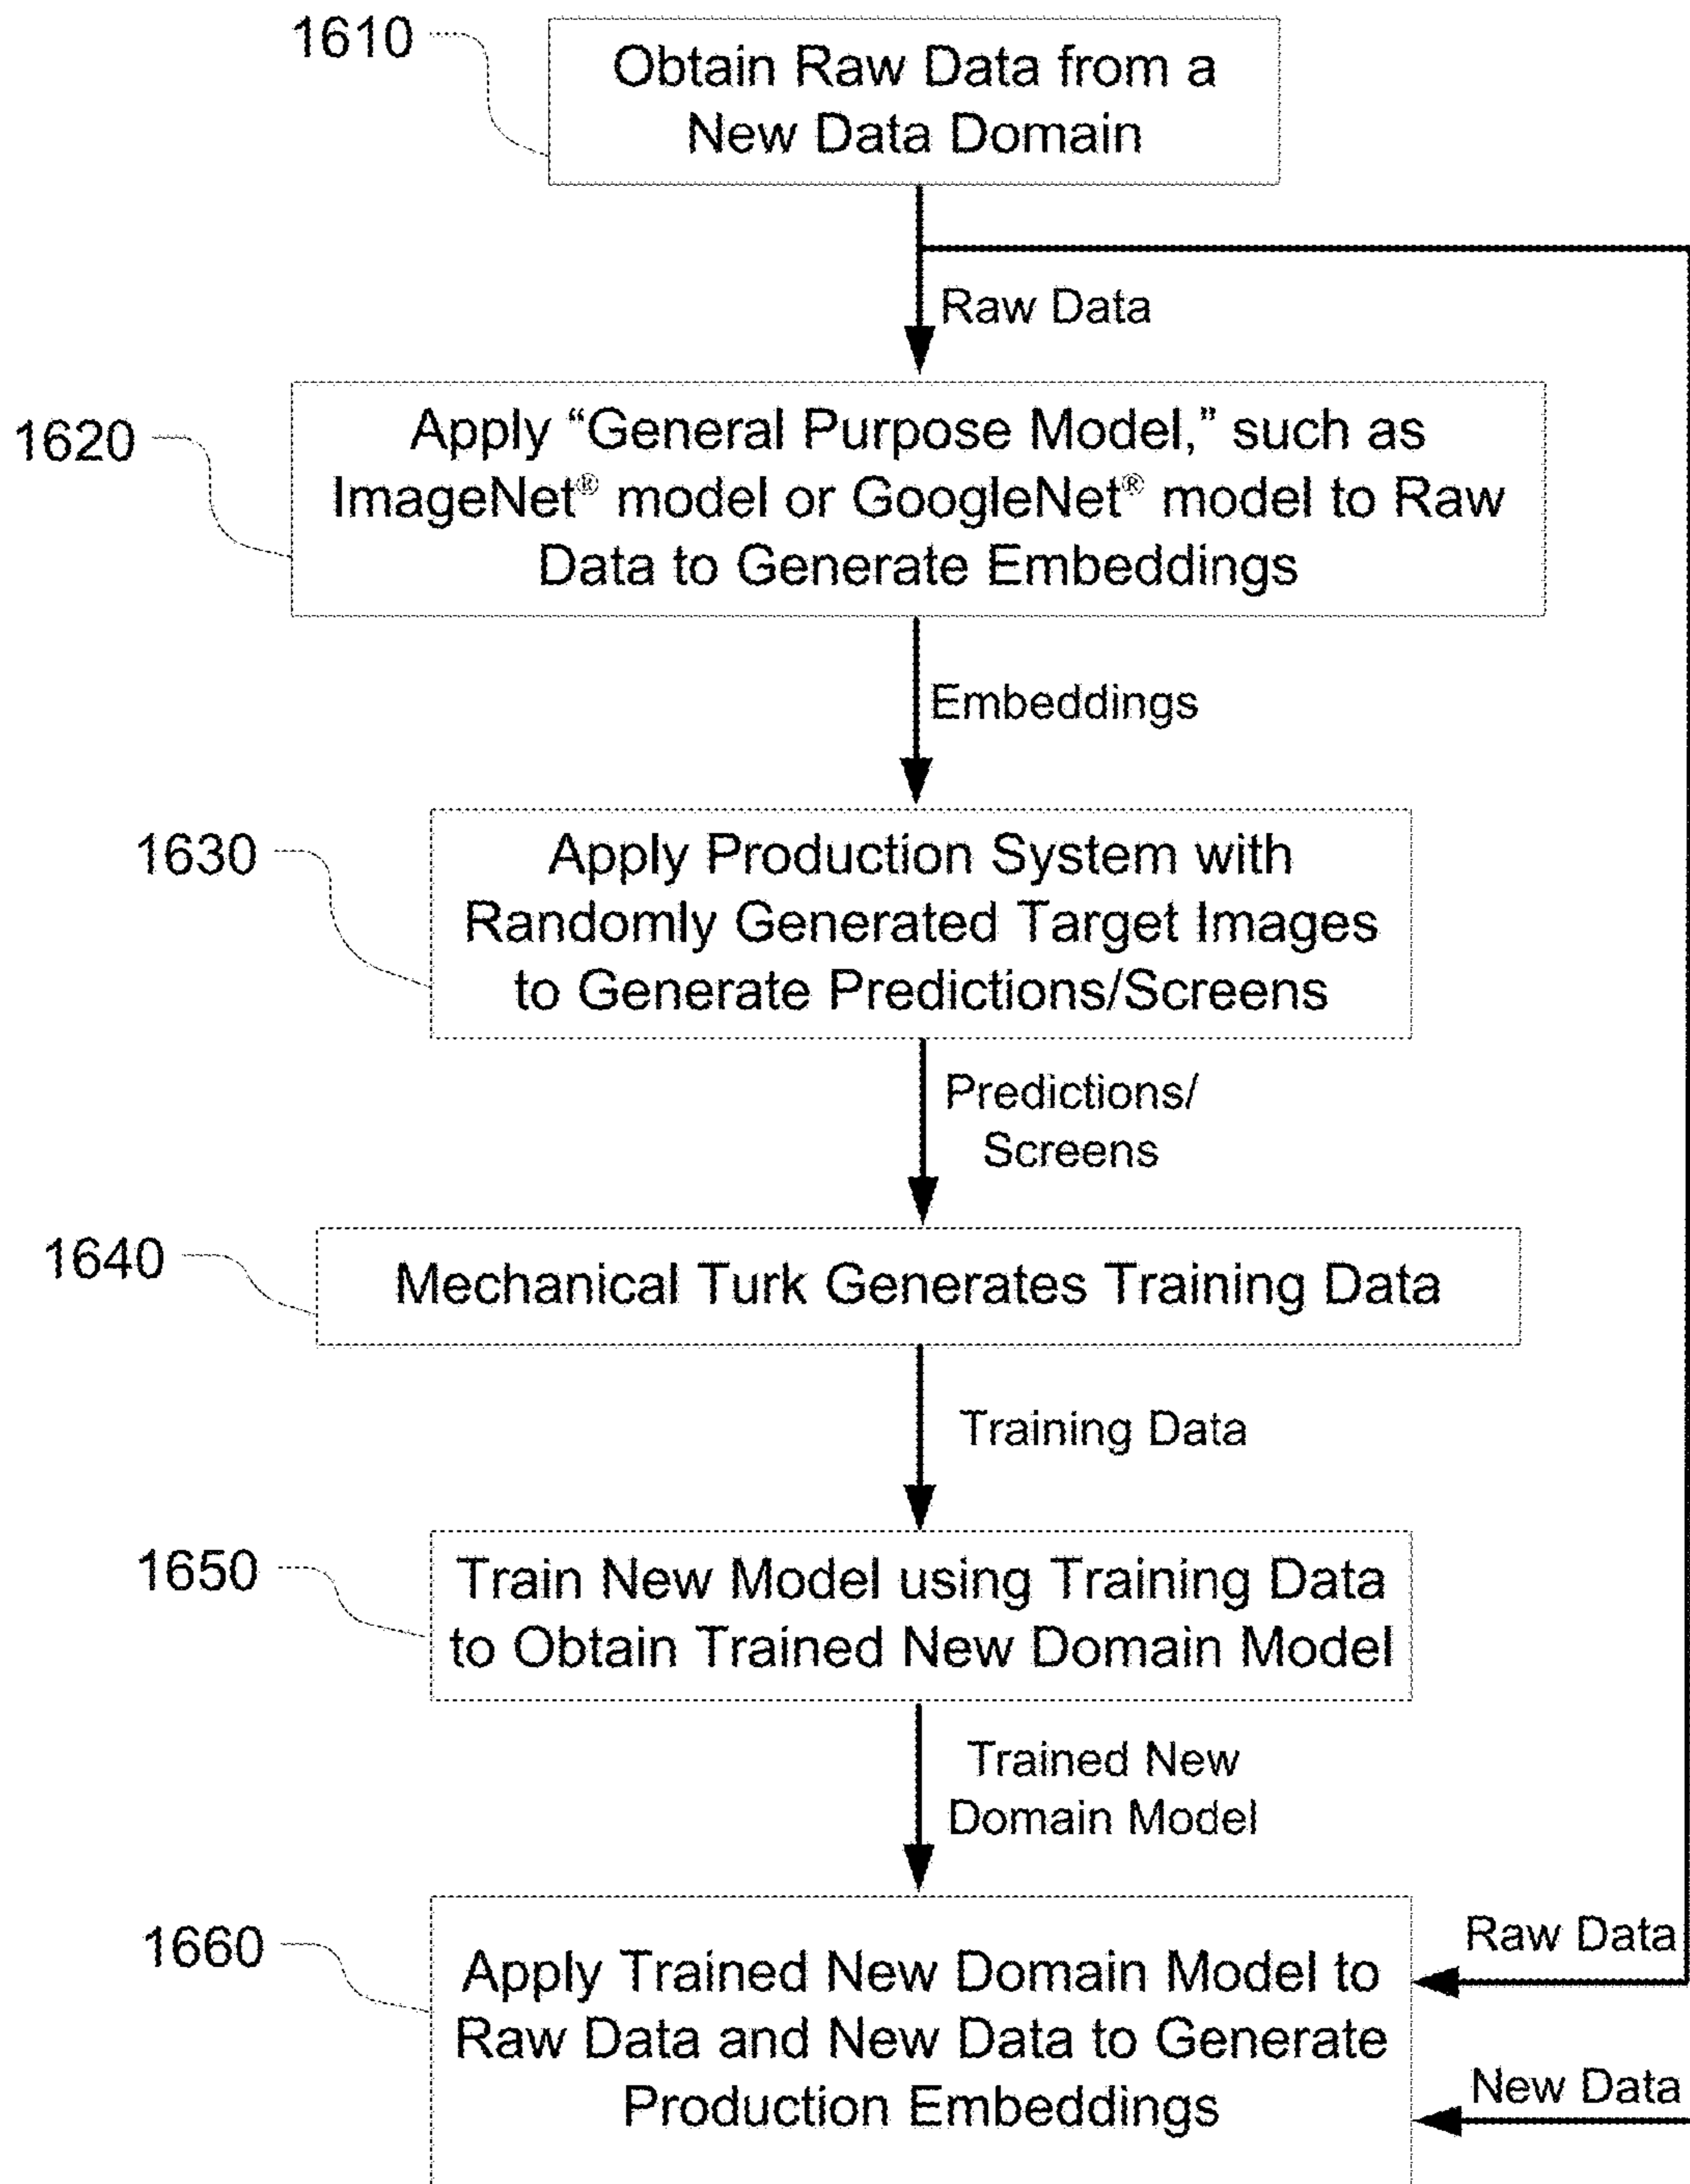 1610
Obtain Raw Data from a
New Data Domain
Raw Data
1620
Apply “General Purpose Model,” such as
ImageNet® model or GoogleNet® model to Raw
Data to Generate Embeddings
Embeddings
1630
Apply Production System with
Randomly Generated Target Images
to Generate Predictions/Screens
Predictions/
Screens
1640
Mechanical Turk Generates Training Data
Training Data
1650
Train New Model using Training Data
to Obtain Trained New Domain Model
Trained New
Domain Model
1660
Apply Trained New Domain Model to
Raw Data and New Data to Generate
Production Embeddings
Raw Data
New Data